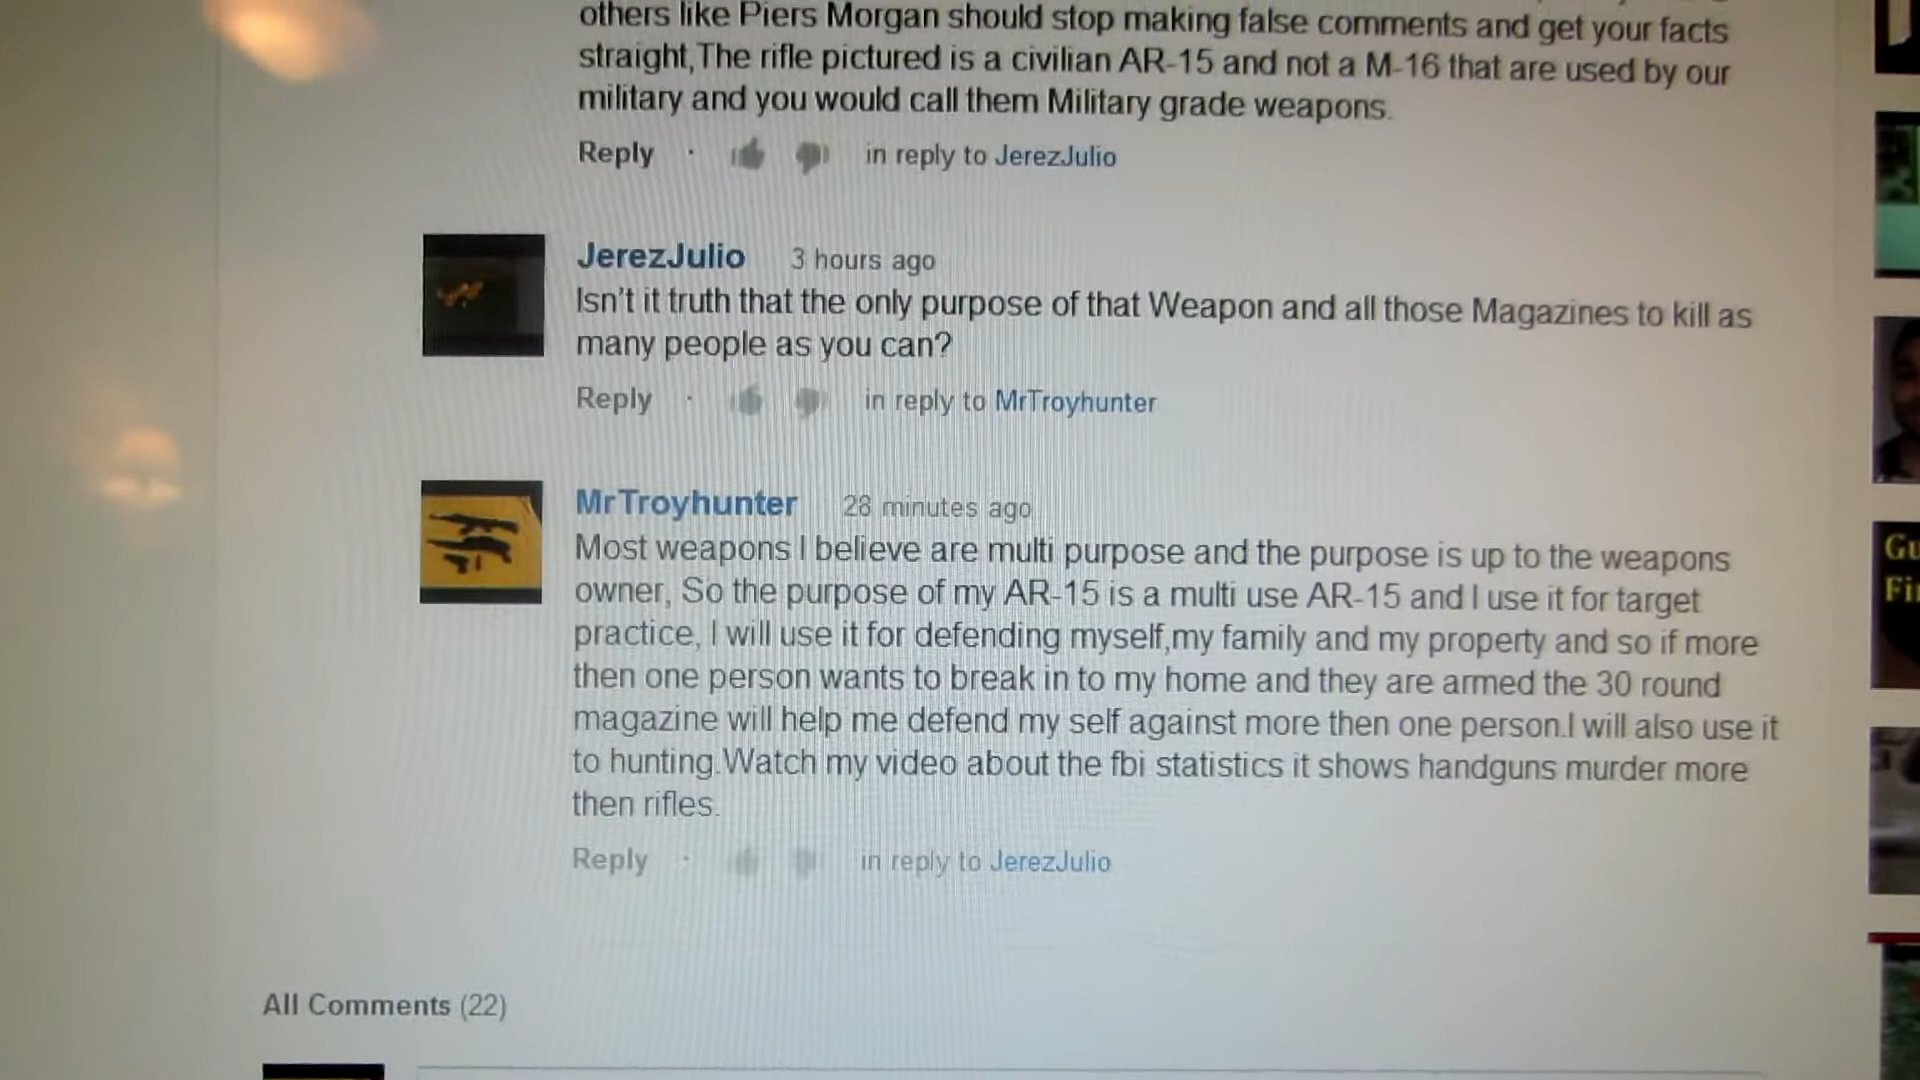 others like Piers Morgan should stop making false comments and get your facts
straight,The rifle pictured is a civilian AR-15 and not a M-16 that are used by our
military and you would call them Military grade weapons.
Reply · in reply to JerezJulio
JerezJulio 3 hours ago
Isn't it truth that the only purpose of that Weapon and all those Magazines to kill as
many people as you can?
Reply · in reply to MrTroyhunter
MrTroyhunter 28 minutes ago
Most weapons I believe are multi purpose and the purpose is up to the weapons
owner, So the purpose of my AR-15 is a multi use AR-15 and I use it for target
practice, I will use it for defending myself,my family and my property and so if more
then one person wants to break in to my home and they are armed the 30 round
magazine will help me defend my self against more then one person.I will also use it
to hunting.Watch my video about the fbi statistics it shows handguns murder more
then rifles.
Reply · in reply to JerezJulio
All Comments (22)
Gu
Fi